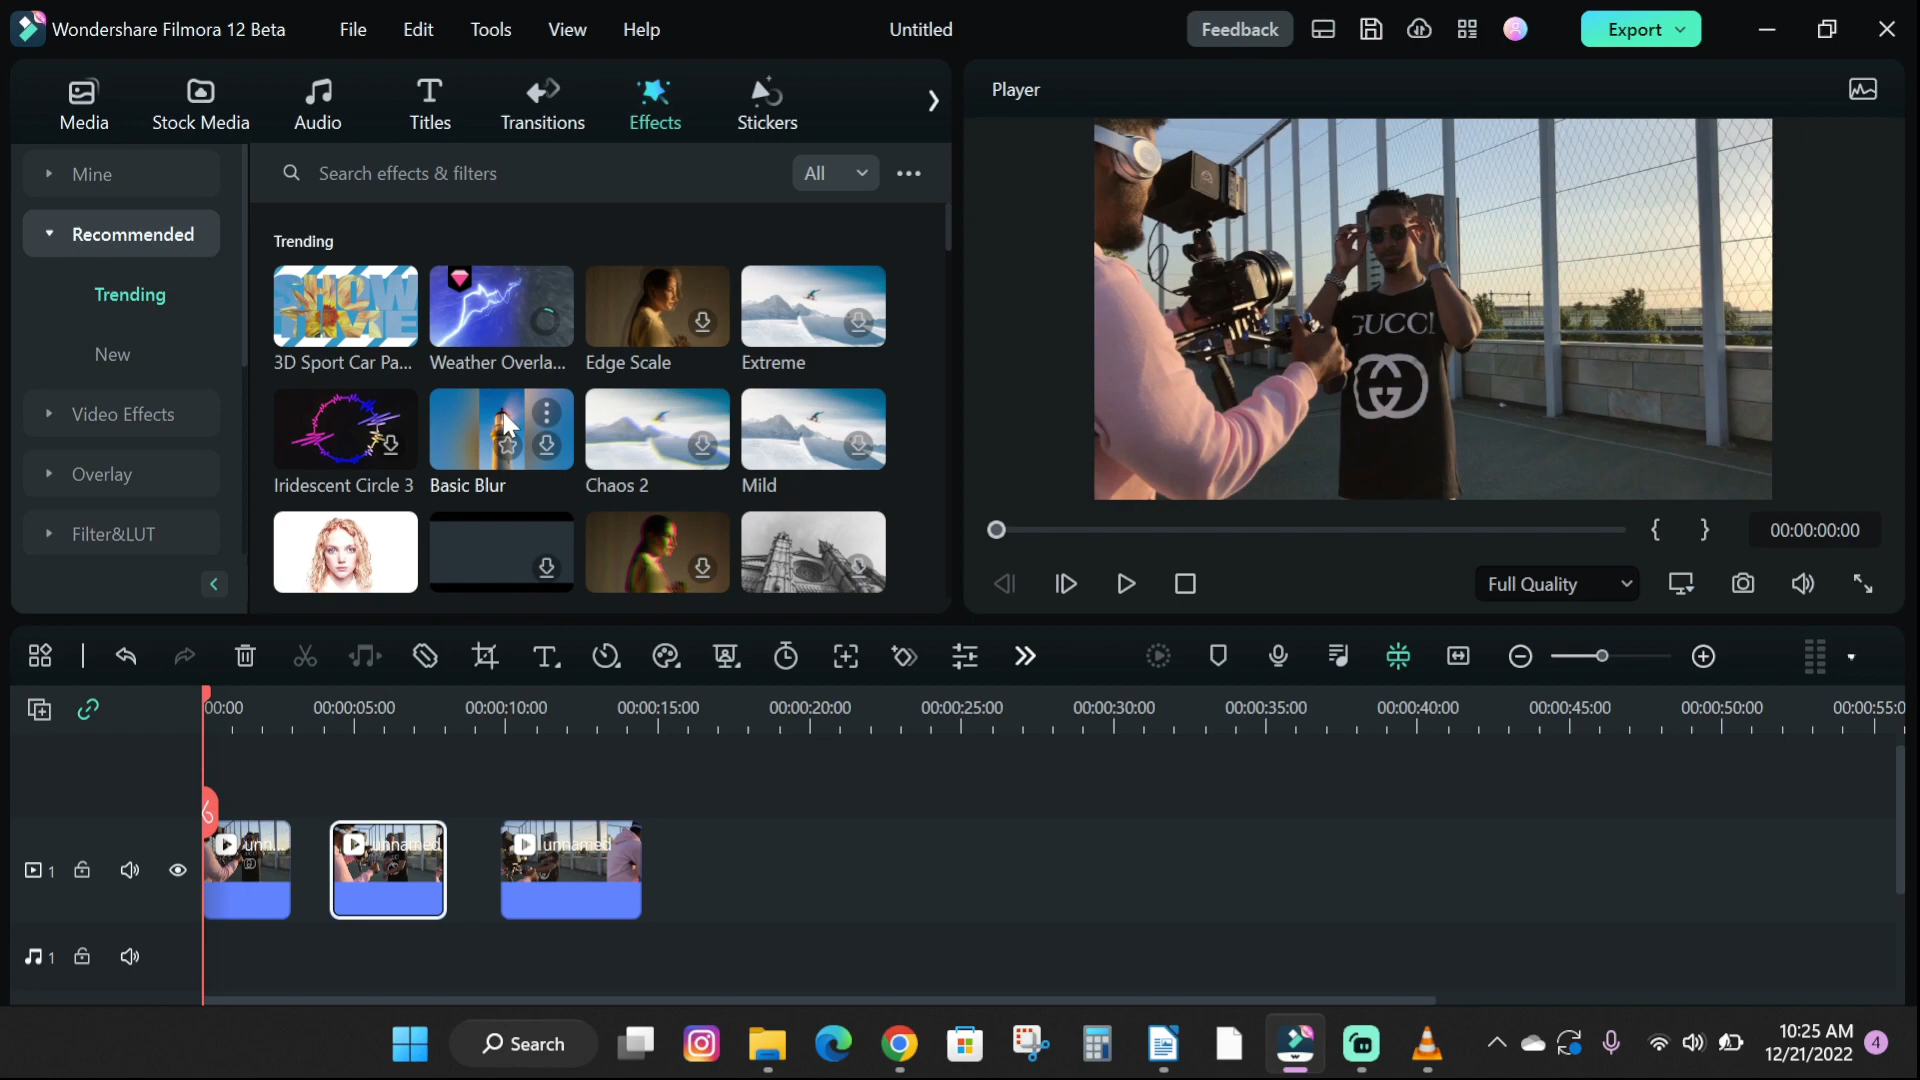 Wondershare Filmora 12 Beta
File
Edit
Tools
View
Help
Untitled
Feedback
Export
Media
Stock Media
Audio
Titles
Transitions
Effects
Stickers
Player
Mine
Recommended
Trending
New
Video Effects
Overlay
Filter&LUT
Search effects & filters
All
Trending
SHOW
TIME
3D Sport Car Pa...
Weather Overla...
Edge Scale
Extreme
Iridescent Circle 3
Basic Blur
Chaos 2
Mild
GUCCI
{ }
00:00:00:00
Full Quality
00:00
00:00:05:00
00:00:10:00
00:00:15:00
00:00:20:00
00:00:25:00
00:00:30:00
00:00:35:00
00:00:40:00
00:00:45:00
00:00:50:00
00:00:55:0
unn...
unnamed
unnamed
1
1
Search
10:25 AM
12/21/2022
4